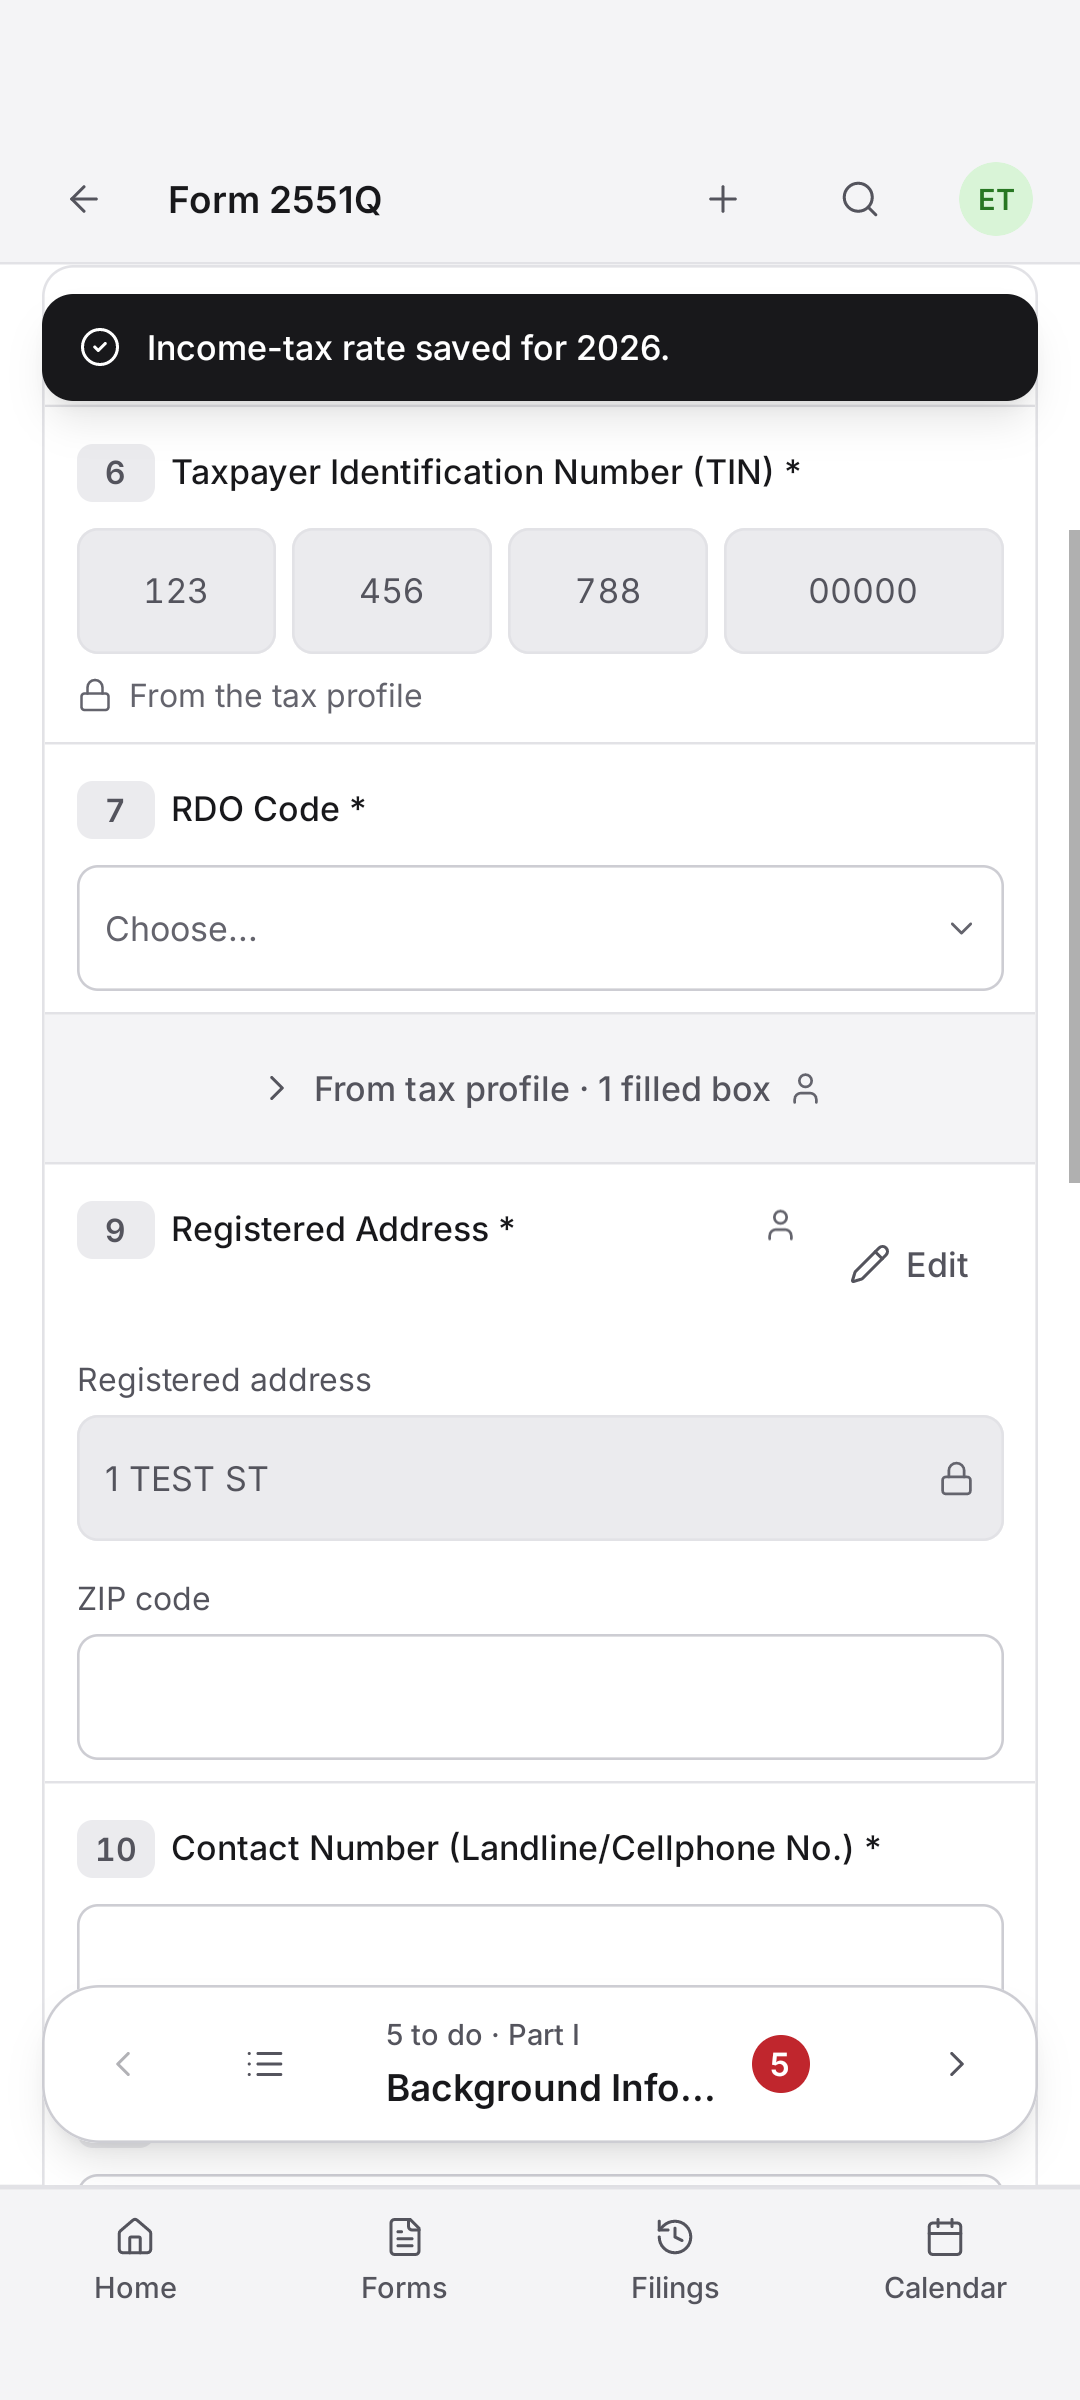 Form 2551Q
ET
Income-tax rate saved for 2026.
6 Taxpayer Identification Number (TIN) *
123 456 788 00000
From the tax profile
7 RDO Code *
Choose...
From tax profile · 1 filled box
9 Registered Address *
Edit
Registered address
1 TEST ST
ZIP code
10 Contact Number (Landline/Cellphone No.) *
5 to do · Part I
Background Info...
5
Home Forms Filings Calendar